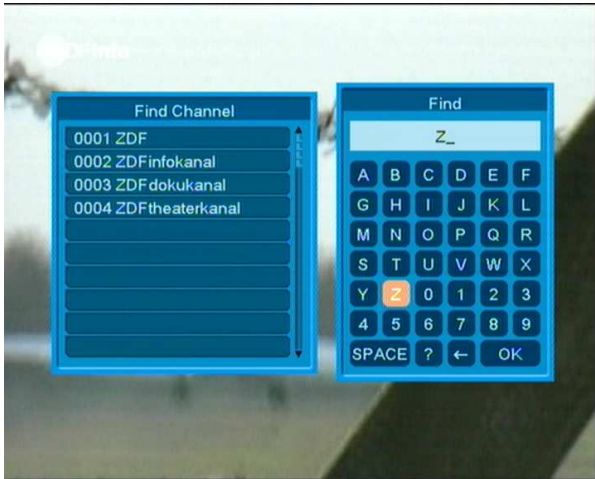 ZDFinfo
Find Channel
0001 ZDF
0002 ZDFinfokanal
0003 ZDFdokukanal
0004 ZDFtheaterkanal
Find
Z_
A B C D E F
G H I J K L
M N O P Q R
S T U V W X
Y Z 0 1 2 3
4 5 6 7 8 9
SPACE ? ← OK